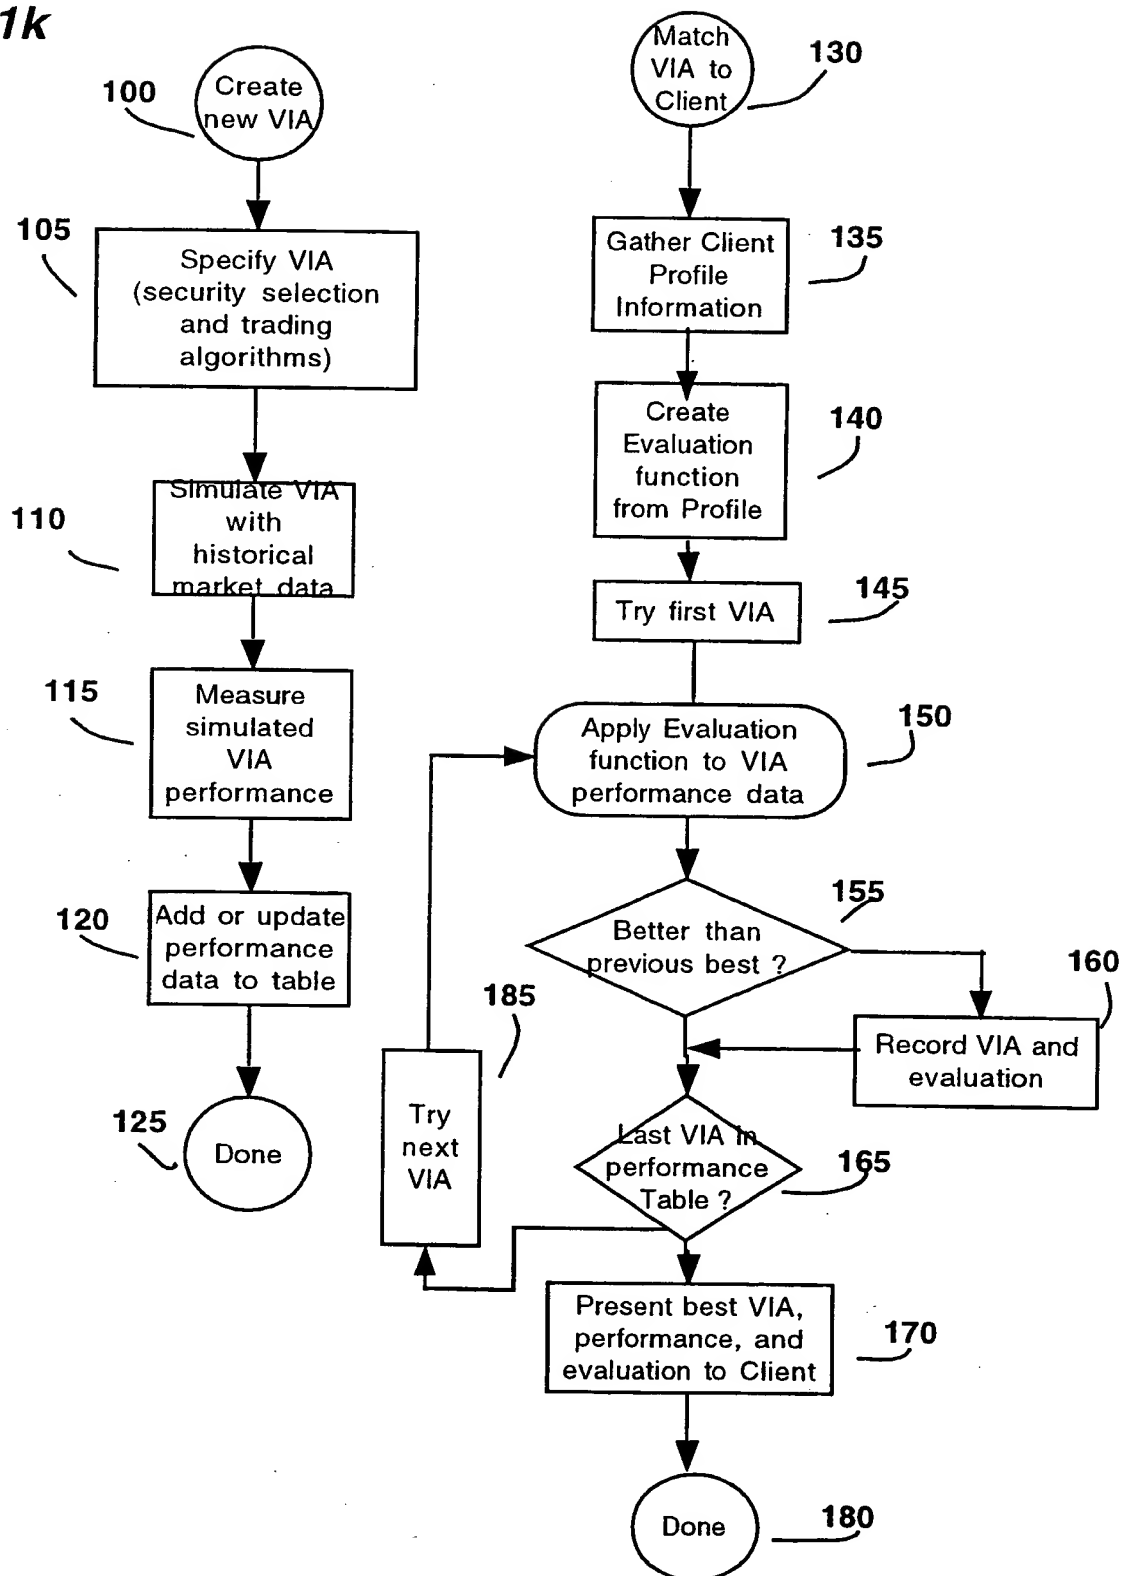 1k
100
Create
new VIA
105
Specify VIA
(security selection
and trading
algorithms)
110
Simulate VIA
with
historical
market data
115
Measure
simulated
VIA
performance
120
Add or update
performance
data to table
125
Done
Match
VIA to
Client
130
Gather Client
Profile
Information
135
Create
Evaluation
function
from Profile
140
Try first VIA
145
Apply Evaluation
function to VIA
performance data
150
Better than
previous best ?
155
Record VIA and
evaluation
160
185
Try
next
VIA
Last VIA in
performance
Table ?
165
Present best VIA,
performance, and
evaluation to Client
170
Done
180